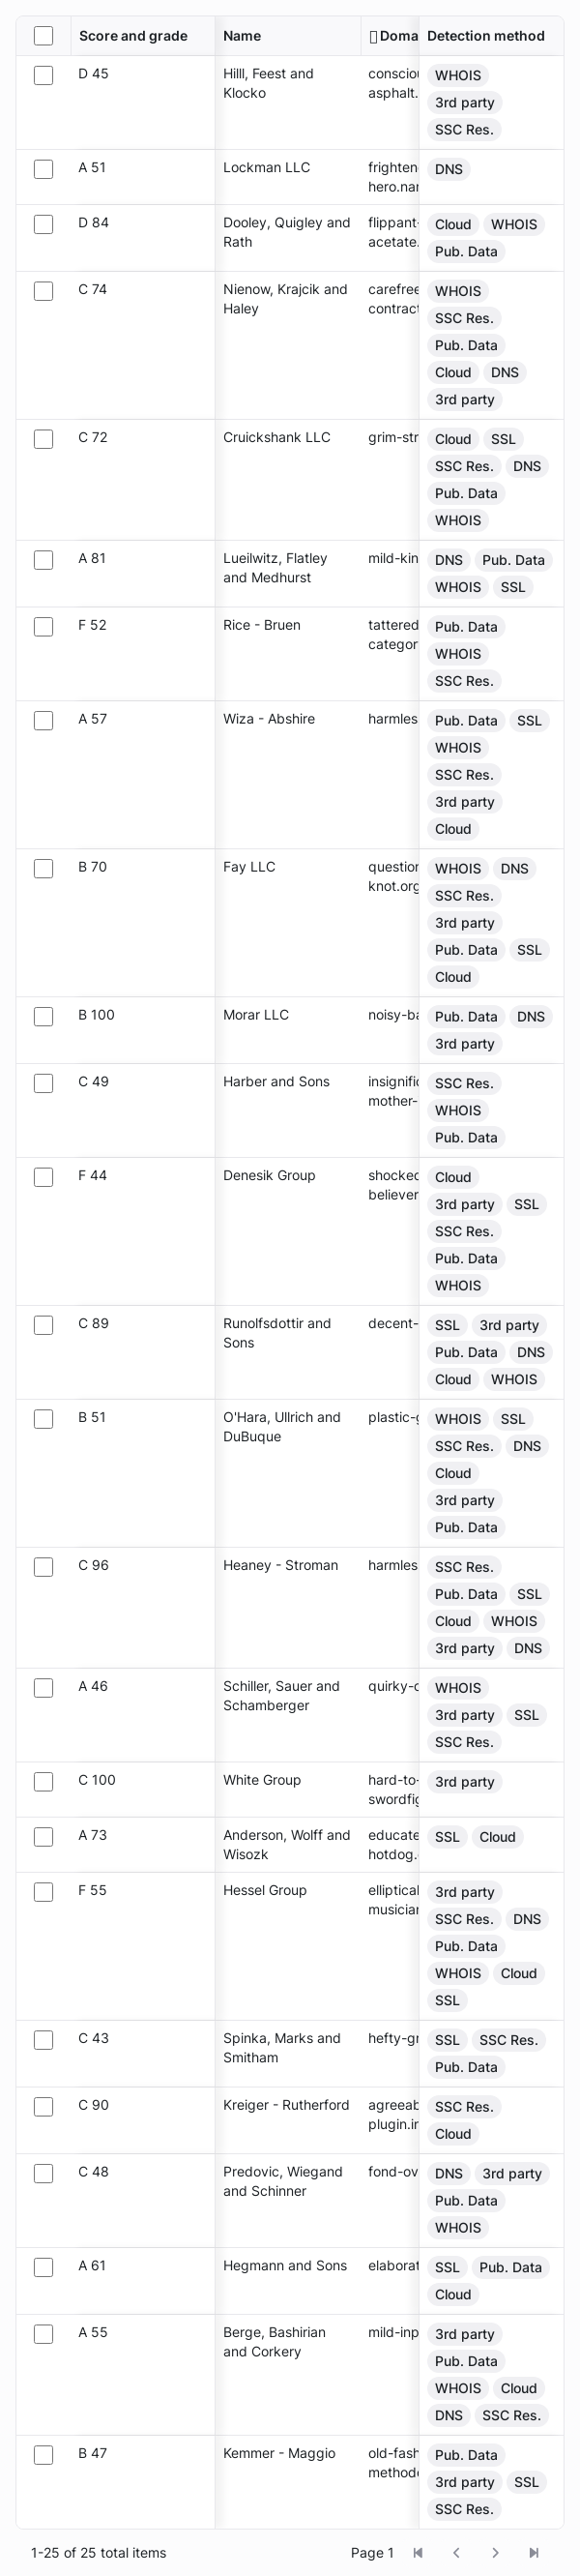 Score and grade Name Doma Detection method
D 45 Hilll, Feest and conscious WHOIS
Klocko asphalt. 3rd party
SSC Res.
A 51 Lockman LLC frighten DNS
hero.nam
D 84 Dooley, Quigley and flippant- Cloud WHOIS
Rath acetate. Pub. Data
C 74 Nienow, Krajcik and carefree WHOIS
Haley contract SSC Res.
Pub. Data
Cloud DNS
3rd party
C 72 Cruickshank LLC grim-str Cloud SSL
SSC Res. DNS
Pub. Data
WHOIS
A 81 Lueilwitz, Flatley mild-kin DNS Pub. Data
and Medhurst WHOIS SSL
F 52 Rice - Bruen tattered Pub. Data
categor WHOIS
SSC Res.
A 57 Wiza - Abshire harmles Pub. Data SSL
WHOIS
SSC Res.
3rd party
Cloud
B 70 Fay LLC question WHOIS DNS
knot.org SSC Res.
3rd party
Pub. Data SSL
Cloud
B 100 Morar LLC noisy-ba Pub. Data DNS
3rd party
C 49 Harber and Sons insignific SSC Res.
mother- WHOIS
Pub. Data
F 44 Denesik Group shocked Cloud
believer 3rd party SSL
SSC Res.
Pub. Data
WHOIS
C 89 Runolfsdottir and decent- SSL 3rd party
Sons Pub. Data DNS
Cloud WHOIS
B 51 O'Hara, Ullrich and plastic-g WHOIS SSL
DuBuque SSC Res. DNS
Cloud
3rd party
Pub. Data
C 96 Heaney - Stroman harmles SSC Res.
Pub. Data SSL
Cloud WHOIS
3rd party DNS
A 46 Schiller, Sauer and quirky-c WHOIS
Schamberger 3rd party SSL
SSC Res.
C 100 White Group hard-to- 3rd party
swordfig
A 73 Anderson, Wolff and educate SSL Cloud
Wisozk hotdog.
F 55 Hessel Group elliptical 3rd party
musician SSC Res. DNS
Pub. Data
WHOIS Cloud
SSL
C 43 Spinka, Marks and hefty-gr SSL SSC Res.
Smitham Pub. Data
C 90 Kreiger - Rutherford agreeab SSC Res.
plugin.in Cloud
C 48 Predovic, Wiegand fond-ov DNS 3rd party
and Schinner Pub. Data
WHOIS
A 61 Hegmann and Sons elaborat SSL Pub. Data
Cloud
A 55 Berge, Bashirian mild-inp 3rd party
and Corkery Pub. Data
WHOIS Cloud
DNS SSC Res.
B 47 Kemmer - Maggio old-fash Pub. Data
methodo 3rd party SSL
SSC Res.
1-25 of 25 total items Page 1